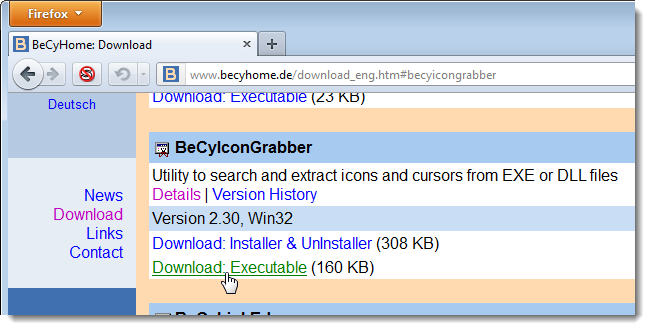 Firefox
BeCyHome: Download
www.becyhome.de/download_eng.htm#becyicongrabber
Deutsch
Download: Executable (23 KB)
BeCyIconGrabber
Utility to search and extract icons and cursors from EXE or DLL files
Details | Version History
News
Download
Links
Contact
Version 2.30, Win32
Download: Installer & UnInstaller (308 KB)
Download: Executable (160 KB)